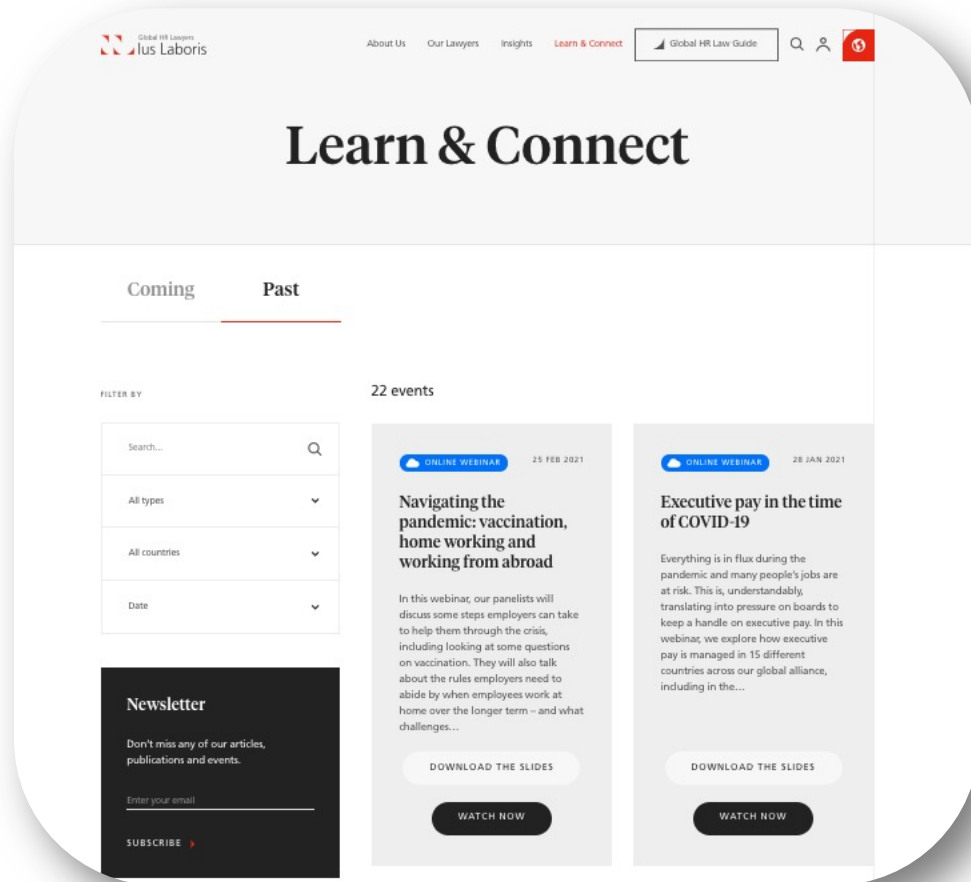 Global HR Lawyers
Ius Laboris
About Us
Our Lawyers
Insights
Learn & Connect
Global HR Law Guide
Learn & Connect
Coming
Past
FILTER BY
Search...
All types
All countries
Date
Newsletter
Don't miss any of our articles,
publications and events.
Enter your email
SUBSCRIBE
22 events
ONLINE WEBINAR
25 FEB 2021
Navigating the
pandemic: vaccination,
home working and
working from abroad
In this webinar, our panelists will
discuss some steps employers can take
to help them through the crisis,
including looking at some questions
on vaccination. They will also talk
about the rules employers need to
abide by when employees work at
home over the longer term – and what
challenges...
DOWNLOAD THE SLIDES
WATCH NOW
ONLINE WEBINAR
28 JAN 2021
Executive pay in the time
of COVID-19
Everything is in flux during the
pandemic and many people's jobs are
at risk. This is, understandably,
translating into pressure on boards to
keep a handle on executive pay. In this
webinar, we explore how executive
pay is managed in 15 different
countries across our global alliance,
including in the...
DOWNLOAD THE SLIDES
WATCH NOW